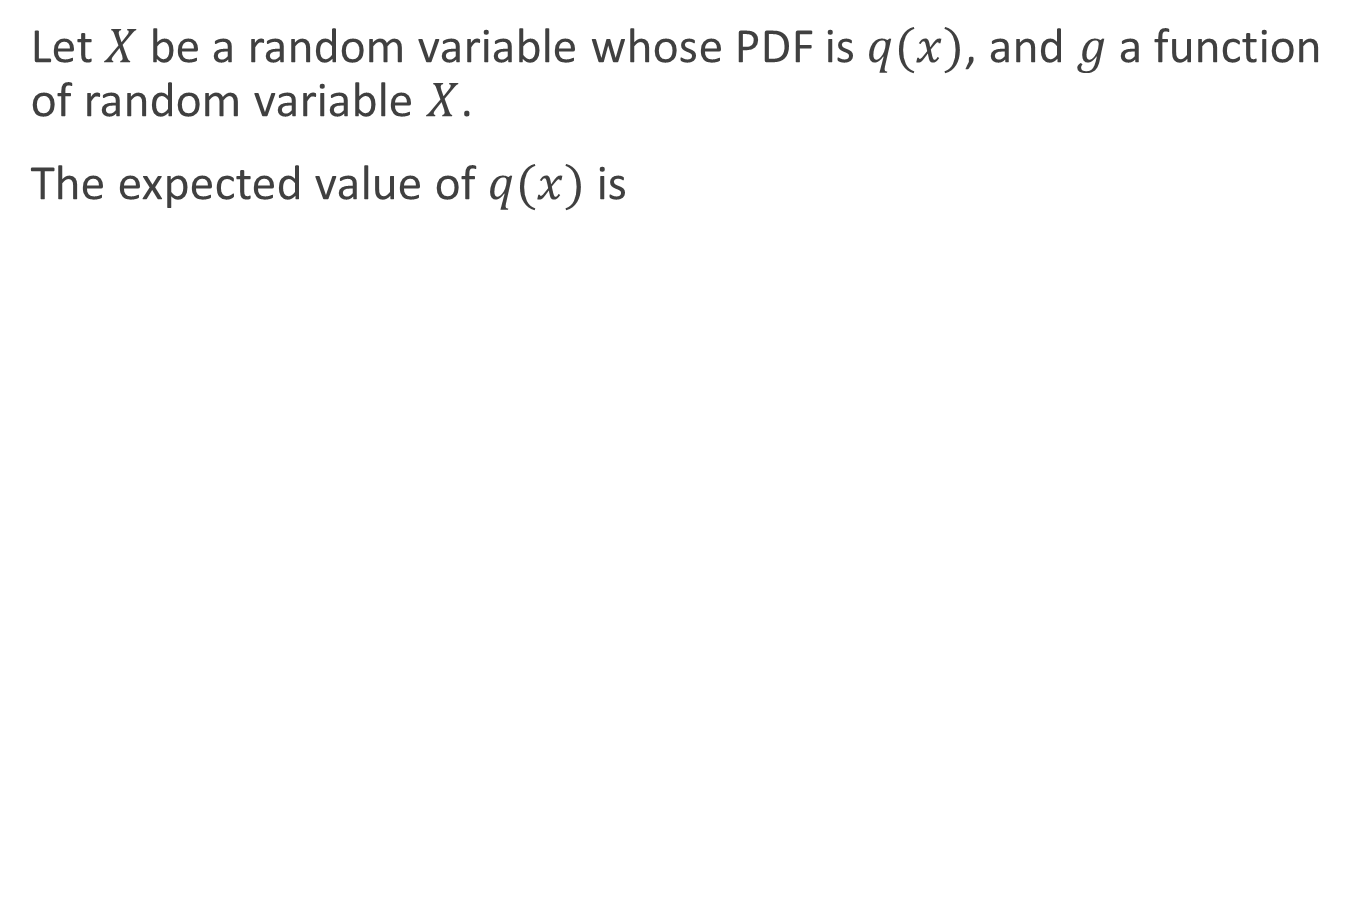 Let X be a random variable whose PDF is q(x), and g a function
of random variable X.
The expected value of q(x) is